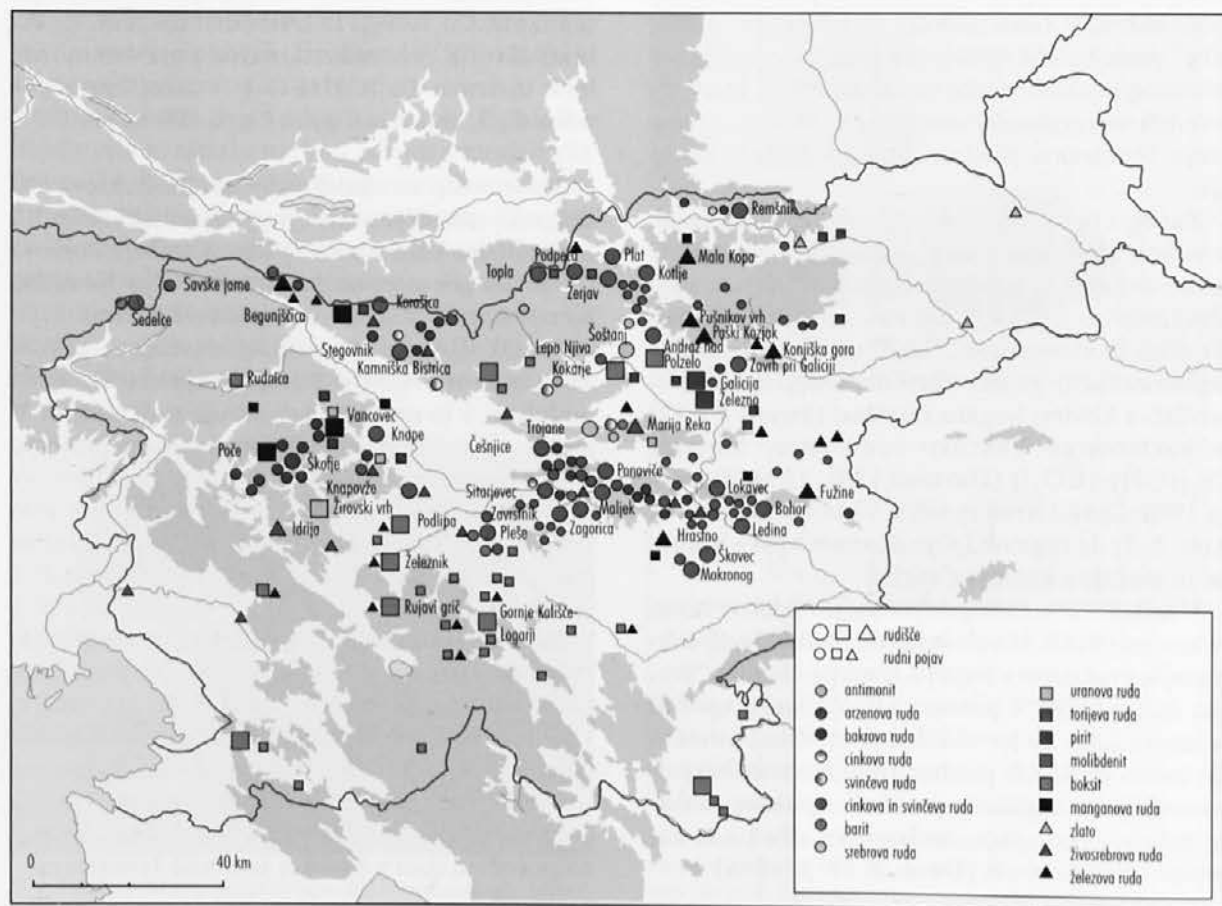 Remšnik
Podpeca
Plat
Mala Kopa
Topla
Kotlje
Žerjav
Savske jame
Sedelce
Begunjščica
Korošica
Pušnikov vrh
Paški Kozjak
Šoštanj
Stegovnik
Lepa Njiva
Andraž nad
Polzelo
Konjiška gora
Kamniška Bistrica
Kokarje
Zavrh pri Galiciji
Rudnica
Galicija
Železno
Vancovec
Trojane
Marija Reka
Knape
Češnjice
Poče
Škofje
Ponoviče
Knapovže
Sitarjevec
Lokavec
Fužine
Žirovski vrh
Završnik
Maljek
Bohor
Idrija
Podlipa
Pleše
Zagorica
Ledina
Hrastno
Železnik
Škovec
Mokronog
Rujavi grič
Gornje Kališče
Logarji
rudišče
rudni pojav
antimonit
arzenova ruda
bakrova ruda
cinkova ruda
svinčeva ruda
cinkova in svinčeva ruda
barit
srebrova ruda
uranova ruda
torijeva ruda
pirit
molibdenit
boksit
manganova ruda
zlato
živosrebrova ruda
železova ruda
0 40 km